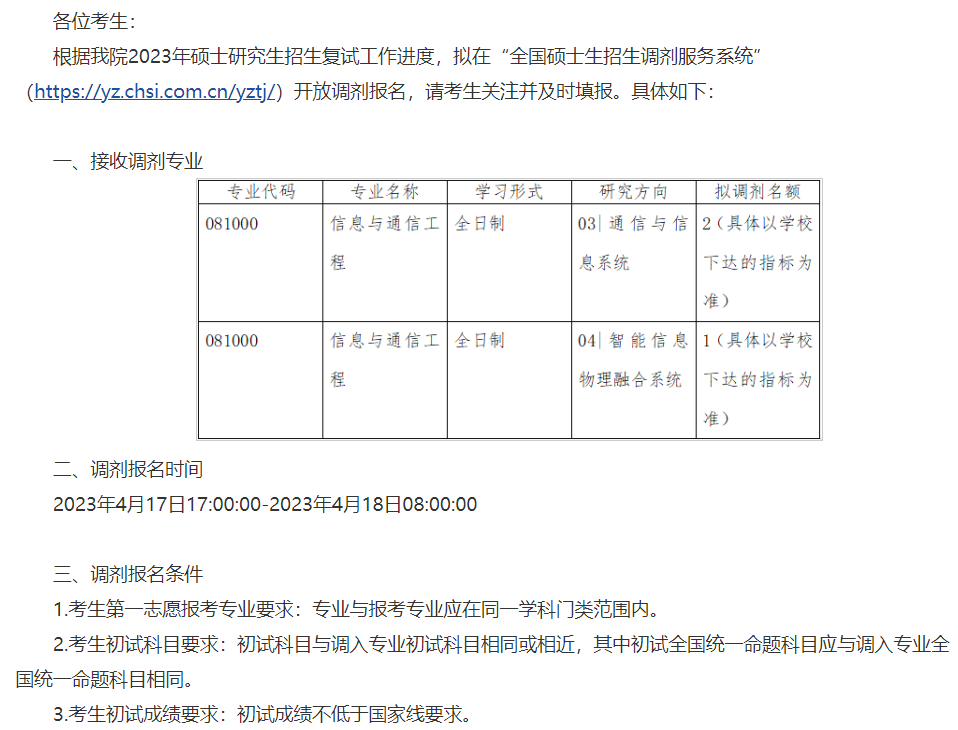 各位考生：
根据我院2023年硕士研究生招生复试工作进度，拟在“全国硕士生招生调剂服务系统”
（https://yz.chsi.com.cn/yztj/）开放调剂报名，请考生关注并及时填报。具体如下：
一、接收调剂专业
专业代码 专业名称 学习形式 研究方向 拟调剂名额
081000 信息与通信工 全日制 03| 通信与信 2（具体以学校
程 息系统 下达的指标为
准）
081000 信息与通信工 全日制 04| 智能信息 1（具体以学校
程 物理融合系统 下达的指标为
准）
二、调剂报名时间
2023年4月17日17:00:00-2023年4月18日08:00:00
三、调剂报名条件
1.考生第一志愿报考专业要求：专业与报考专业应在同一学科门类范围内。
2.考生初试科目要求：初试科目与调入专业初试科目相同或相近，其中初试全国统一命题科目应与调入专业全
国统一命题科目相同。
3.考生初试成绩要求：初试成绩不低于国家线要求。